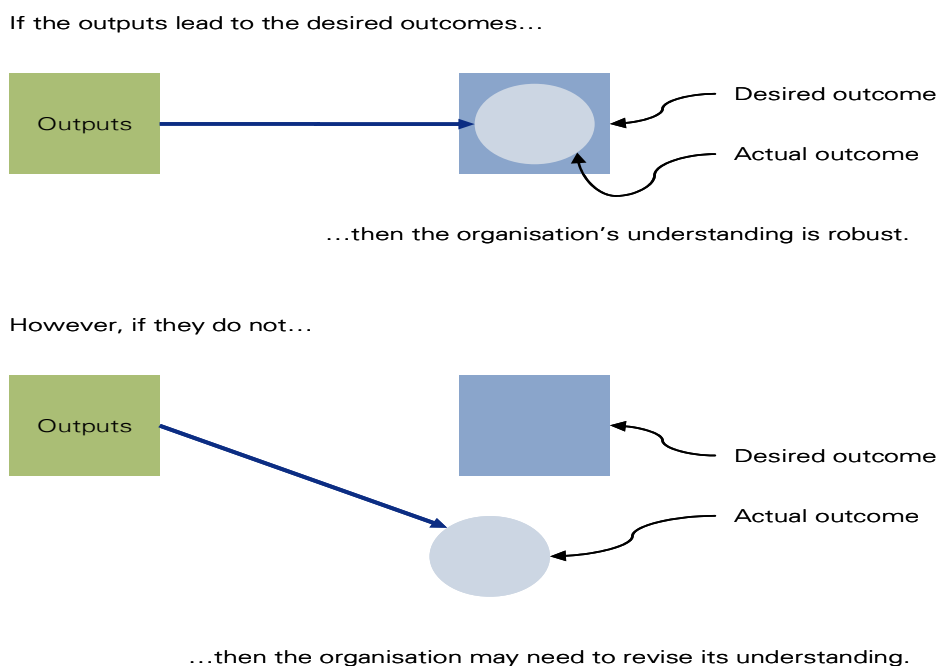 If the outputs lead to the desired outcomes…
Outputs
Desired outcome
Actual outcome
…then the organisation’s understanding is robust.
However, if they do not…
Outputs
Desired outcome
Actual outcome
…then the organisation may need to revise its understanding.